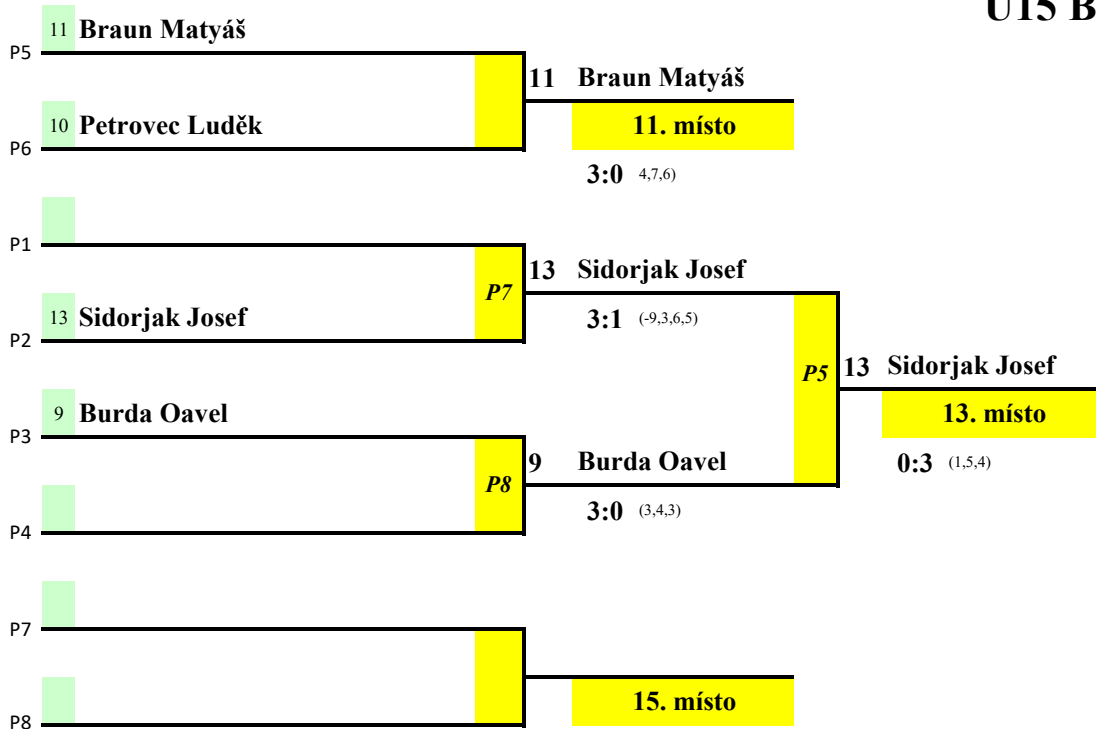 U15 B
11 Braun Matyáš
P5
11 Braun Matyáš
10 Petrovec Luděk
11. místo
P6
3:0 4,7,6)
P1
13 Sidorjak Josef
P7
13 Sidorjak Josef
3:1 (-9,3,6,5)
P2
P5
13 Sidorjak Josef
9 Burda Oavel
13. místo
P3
9 Burda Oavel
0:3 (1,5,4)
P8
3:0 (3,4,3)
P4
P7
15. místo
P8